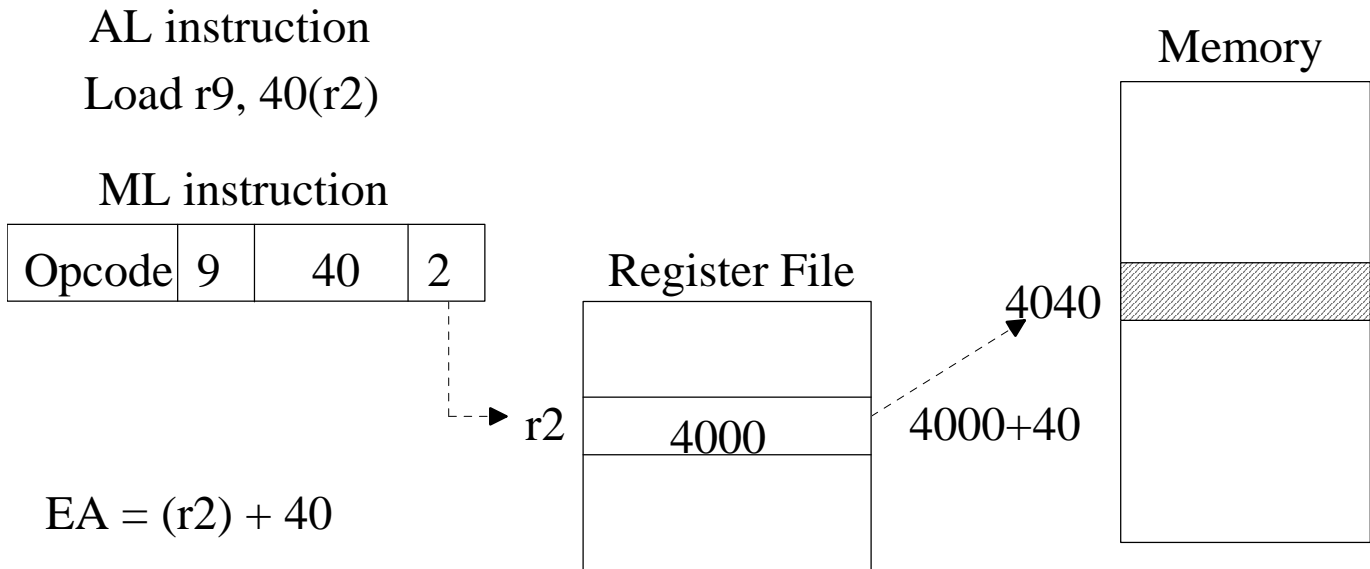 AL instruction
Load r9, 40(r2)
ML instruction
Opcode 9 40 2
Register File
r2 4000
4000+40
Memory
4040
EA = (r2) + 40